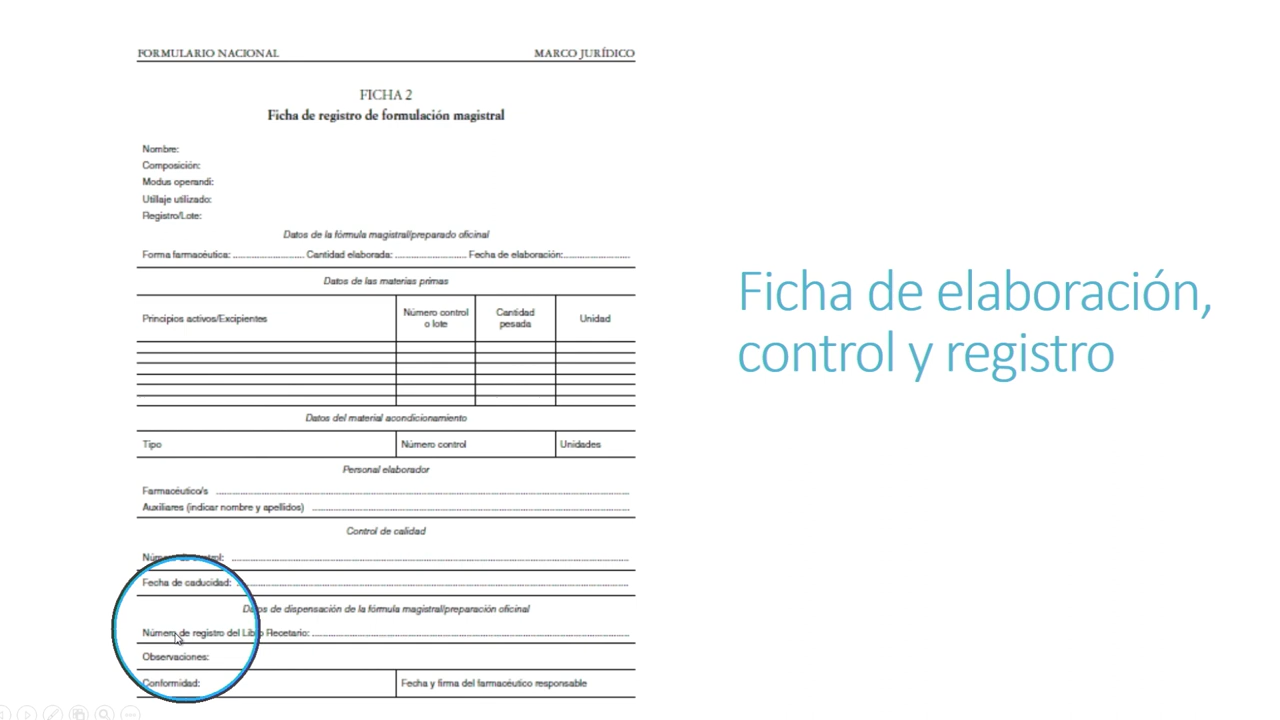 FORMULARIO NACIONAL MARCO JURÍDICO
FICHA 2
Ficha de registro de formulación magistral
Nombre:
Composición:
Modus operandi:
Utillaje utilizado:
Registro/Lote:
Datos de la fórmula magistral/preparado oficinal
Forma farmacéutica: ........................... Cantidad elaborada: ........................... Fecha de elaboración:...........................
Datos de las materias primas
Principios activos/Excipientes
Número control
o lote
Cantidad
pesada
Unidad
Datos del material acondicionamiento
Tipo Número control Unidades
Personal elaborador
Farmacéutico/s ...........................
Auxiliares (indicar nombre y apellidos) ...........................
Control de calidad
Número de control: ...........................
Fecha de caducidad: ...........................
Datos de dispensación de la fórmula magistral/preparación oficinal
Número de registro del Libro Recetario: ...........................
Observaciones:
Conformidad: Fecha y firma del farmacéutico responsable
Ficha de elaboración,
control y registro